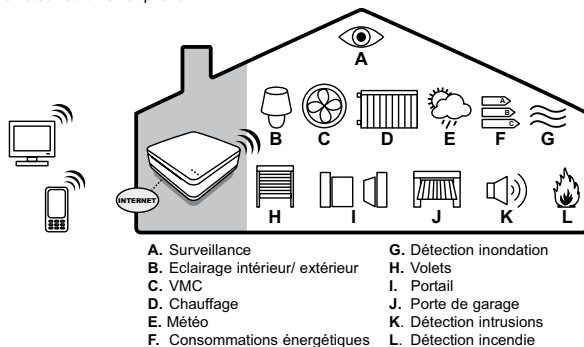 A
B C D E F G
A
B
C
INTERNET
H I J K L
A. Surveillance
B. Eclairage intérieur/ extérieur
C. VMC
D. Chauffage
E. Météo
F. Consommations énergétiques
G. Détection inondation
H. Volets
I. Portail
J. Porte de garage
K. Détection intrusions
L. Détection incendie